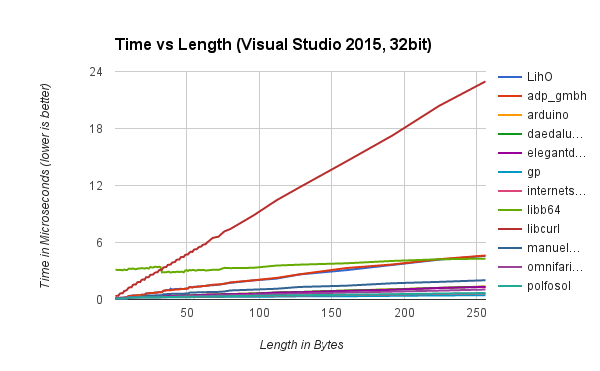 Time vs Length (Visual Studio 2015, 32bit)
Time in Microseconds (lower is better)
24
18
12
6
0
50
100
150
200
250
Length in Bytes
LihO
adp_gmbh
arduino
daedalu...
elegantd...
gp
internets...
libb64
libcurl
manuel...
omnifari...
polfosol